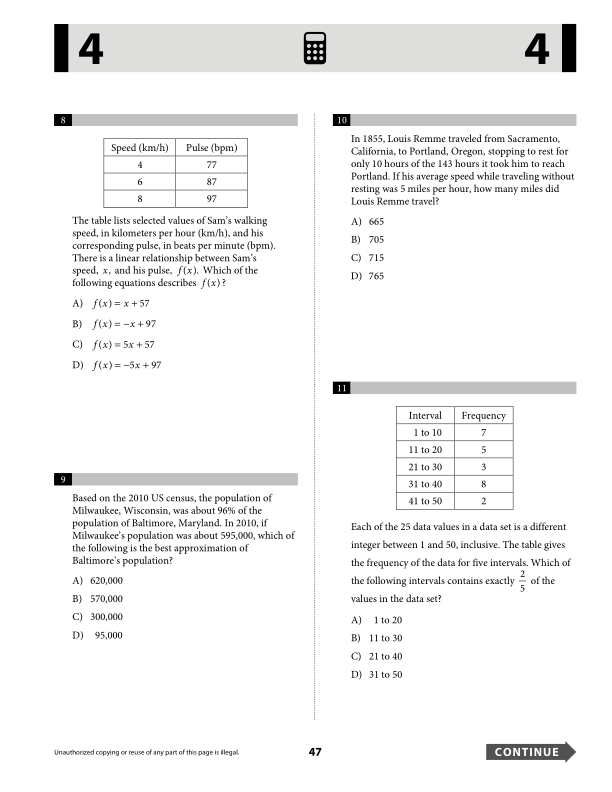 4
4
8
Speed (km/h) Pulse (bpm)
4 77
6 87
8 97
The table lists selected values of Sam’s walking
speed, in kilometers per hour (km/h), and his
corresponding pulse, in beats per minute (bpm).
There is a linear relationship between Sam’s
speed, x, and his pulse, f(x). Which of the
following equations describes f(x)?
A) f(x) = x + 57
B) f(x) = −x + 97
C) f(x) = 5x + 57
D) f(x) = −5x + 97
9
Based on the 2010 US census, the population of
Milwaukee, Wisconsin, was about 96% of the
population of Baltimore, Maryland. In 2010, if
Milwaukee’s population was about 595,000, which of
the following is the best approximation of
Baltimore’s population?
A) 620,000
B) 570,000
C) 300,000
D) 95,000
10
In 1855, Louis Remme traveled from Sacramento,
California, to Portland, Oregon, stopping to rest for
only 10 hours of the 143 hours it took him to reach
Portland. If his average speed while traveling without
resting was 5 miles per hour, how many miles did
Louis Remme travel?
A) 665
B) 705
C) 715
D) 765
11
Interval Frequency
1 to 10 7
11 to 20 5
21 to 30 3
31 to 40 8
41 to 50 2
Each of the 25 data values in a data set is a different
integer between 1 and 50, inclusive. The table gives
the frequency of the data for five intervals. Which of
the following intervals contains exactly 2/5 of the
values in the data set?
A) 1 to 20
B) 11 to 30
C) 21 to 40
D) 31 to 50
Unauthorized copying or reuse of any part of this page is illegal.
47
CONTINUE